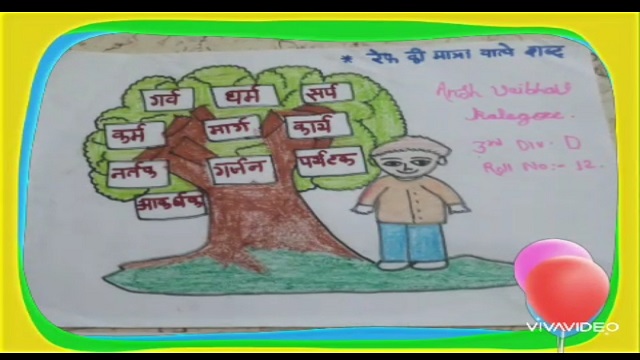 * रेफ की मात्रा वाले शब्द
Ansh Vaibhav
3rd Div. D
Roll No:- 12.
गर्व
धर्म
सर्प
कर्म
मार्ग
कार्य
नर्तक
गर्जन
पर्यटक
आकर्षक
VIVAVIDEO